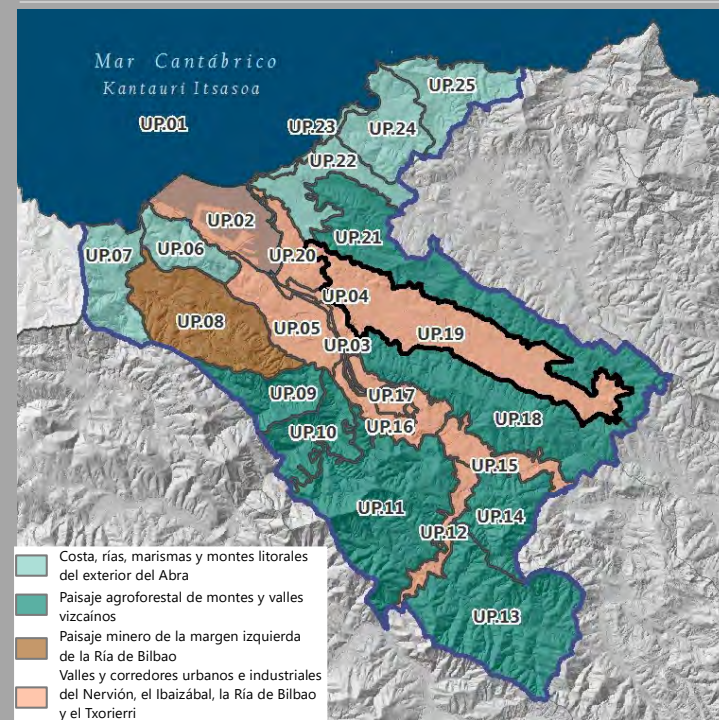 Mar Cantábrico
Kantauri Itsasoa
UP.01
UP.25
UP.23
UP.24
UP.22
UP.02
UP.07
UP.06
UP.20
UP.21
UP.04
UP.08
UP.05
UP.19
UP.03
UP.09
UP.17
UP.10
UP.16
UP.18
UP.15
UP.11
UP.12
UP.14
UP.13
Costa, rías, marismas y montes litorales
del exterior del Abra
Paisaje agroforestal de montes y valles
vizcaínos
Paisaje minero de la margen izquierda
de la Ría de Bilbao
Valles y corredores urbanos e industriales
del Nervión, el Ibaizábal, la Ría de Bilbao
y el Txorierri